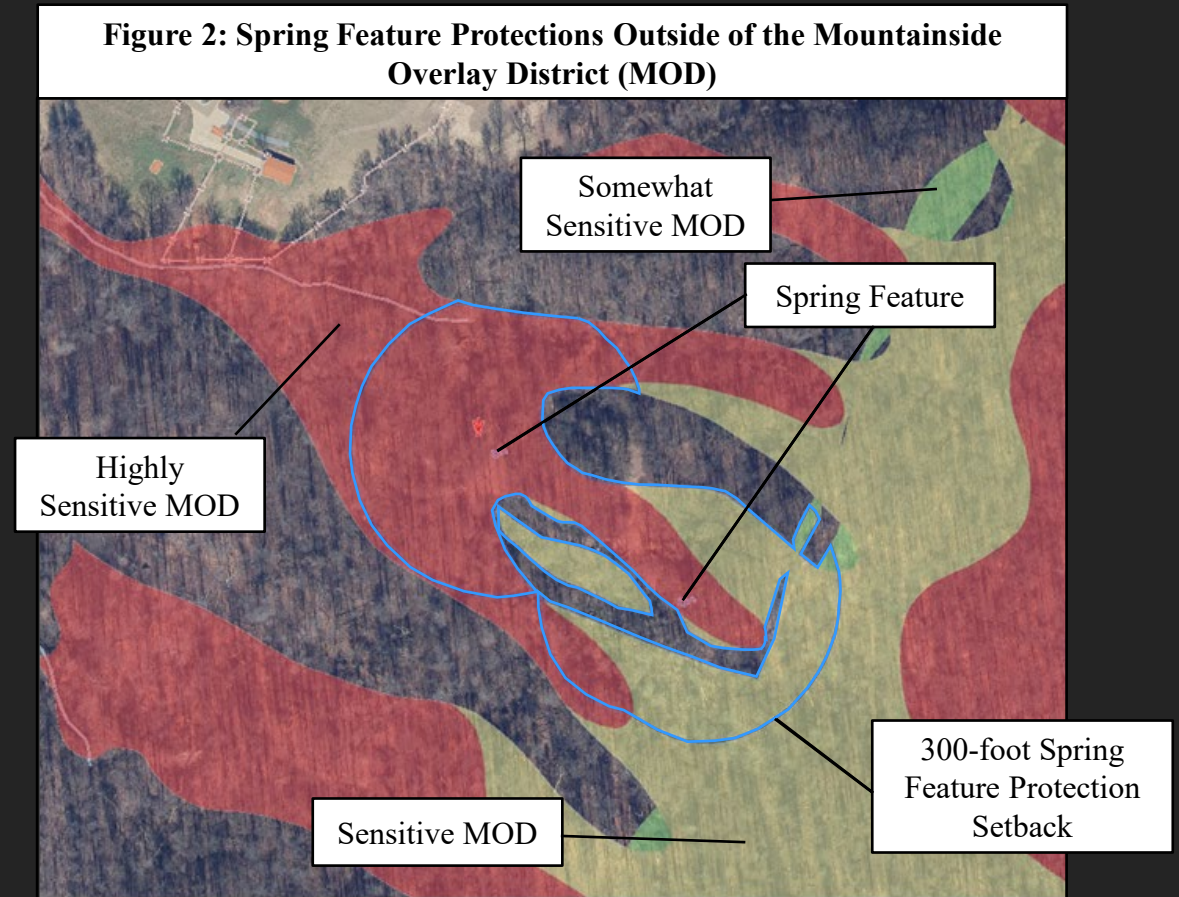 Figure 2: Spring Feature Protections Outside of the Mountainside
Overlay District (MOD)
Somewhat
Sensitive MOD
Spring Feature
Highly
Sensitive MOD
300-foot Spring
Feature Protection
Setback
Sensitive MOD